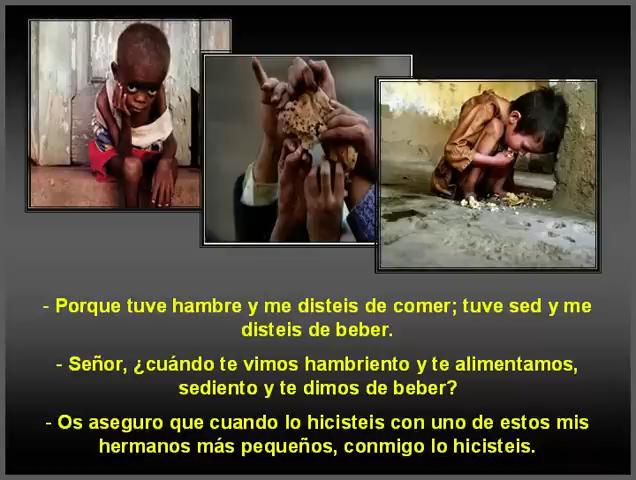 - Porque tuve hambre y me disteis de comer; tuve sed y me
disteis de beber.
- Señor, ¿cuándo te vimos hambriento y te alimentamos,
sediento y te dimos de beber?
- Os aseguro que cuando lo hicisteis con uno de estos mis
hermanos más pequeños, conmigo lo hicisteis.